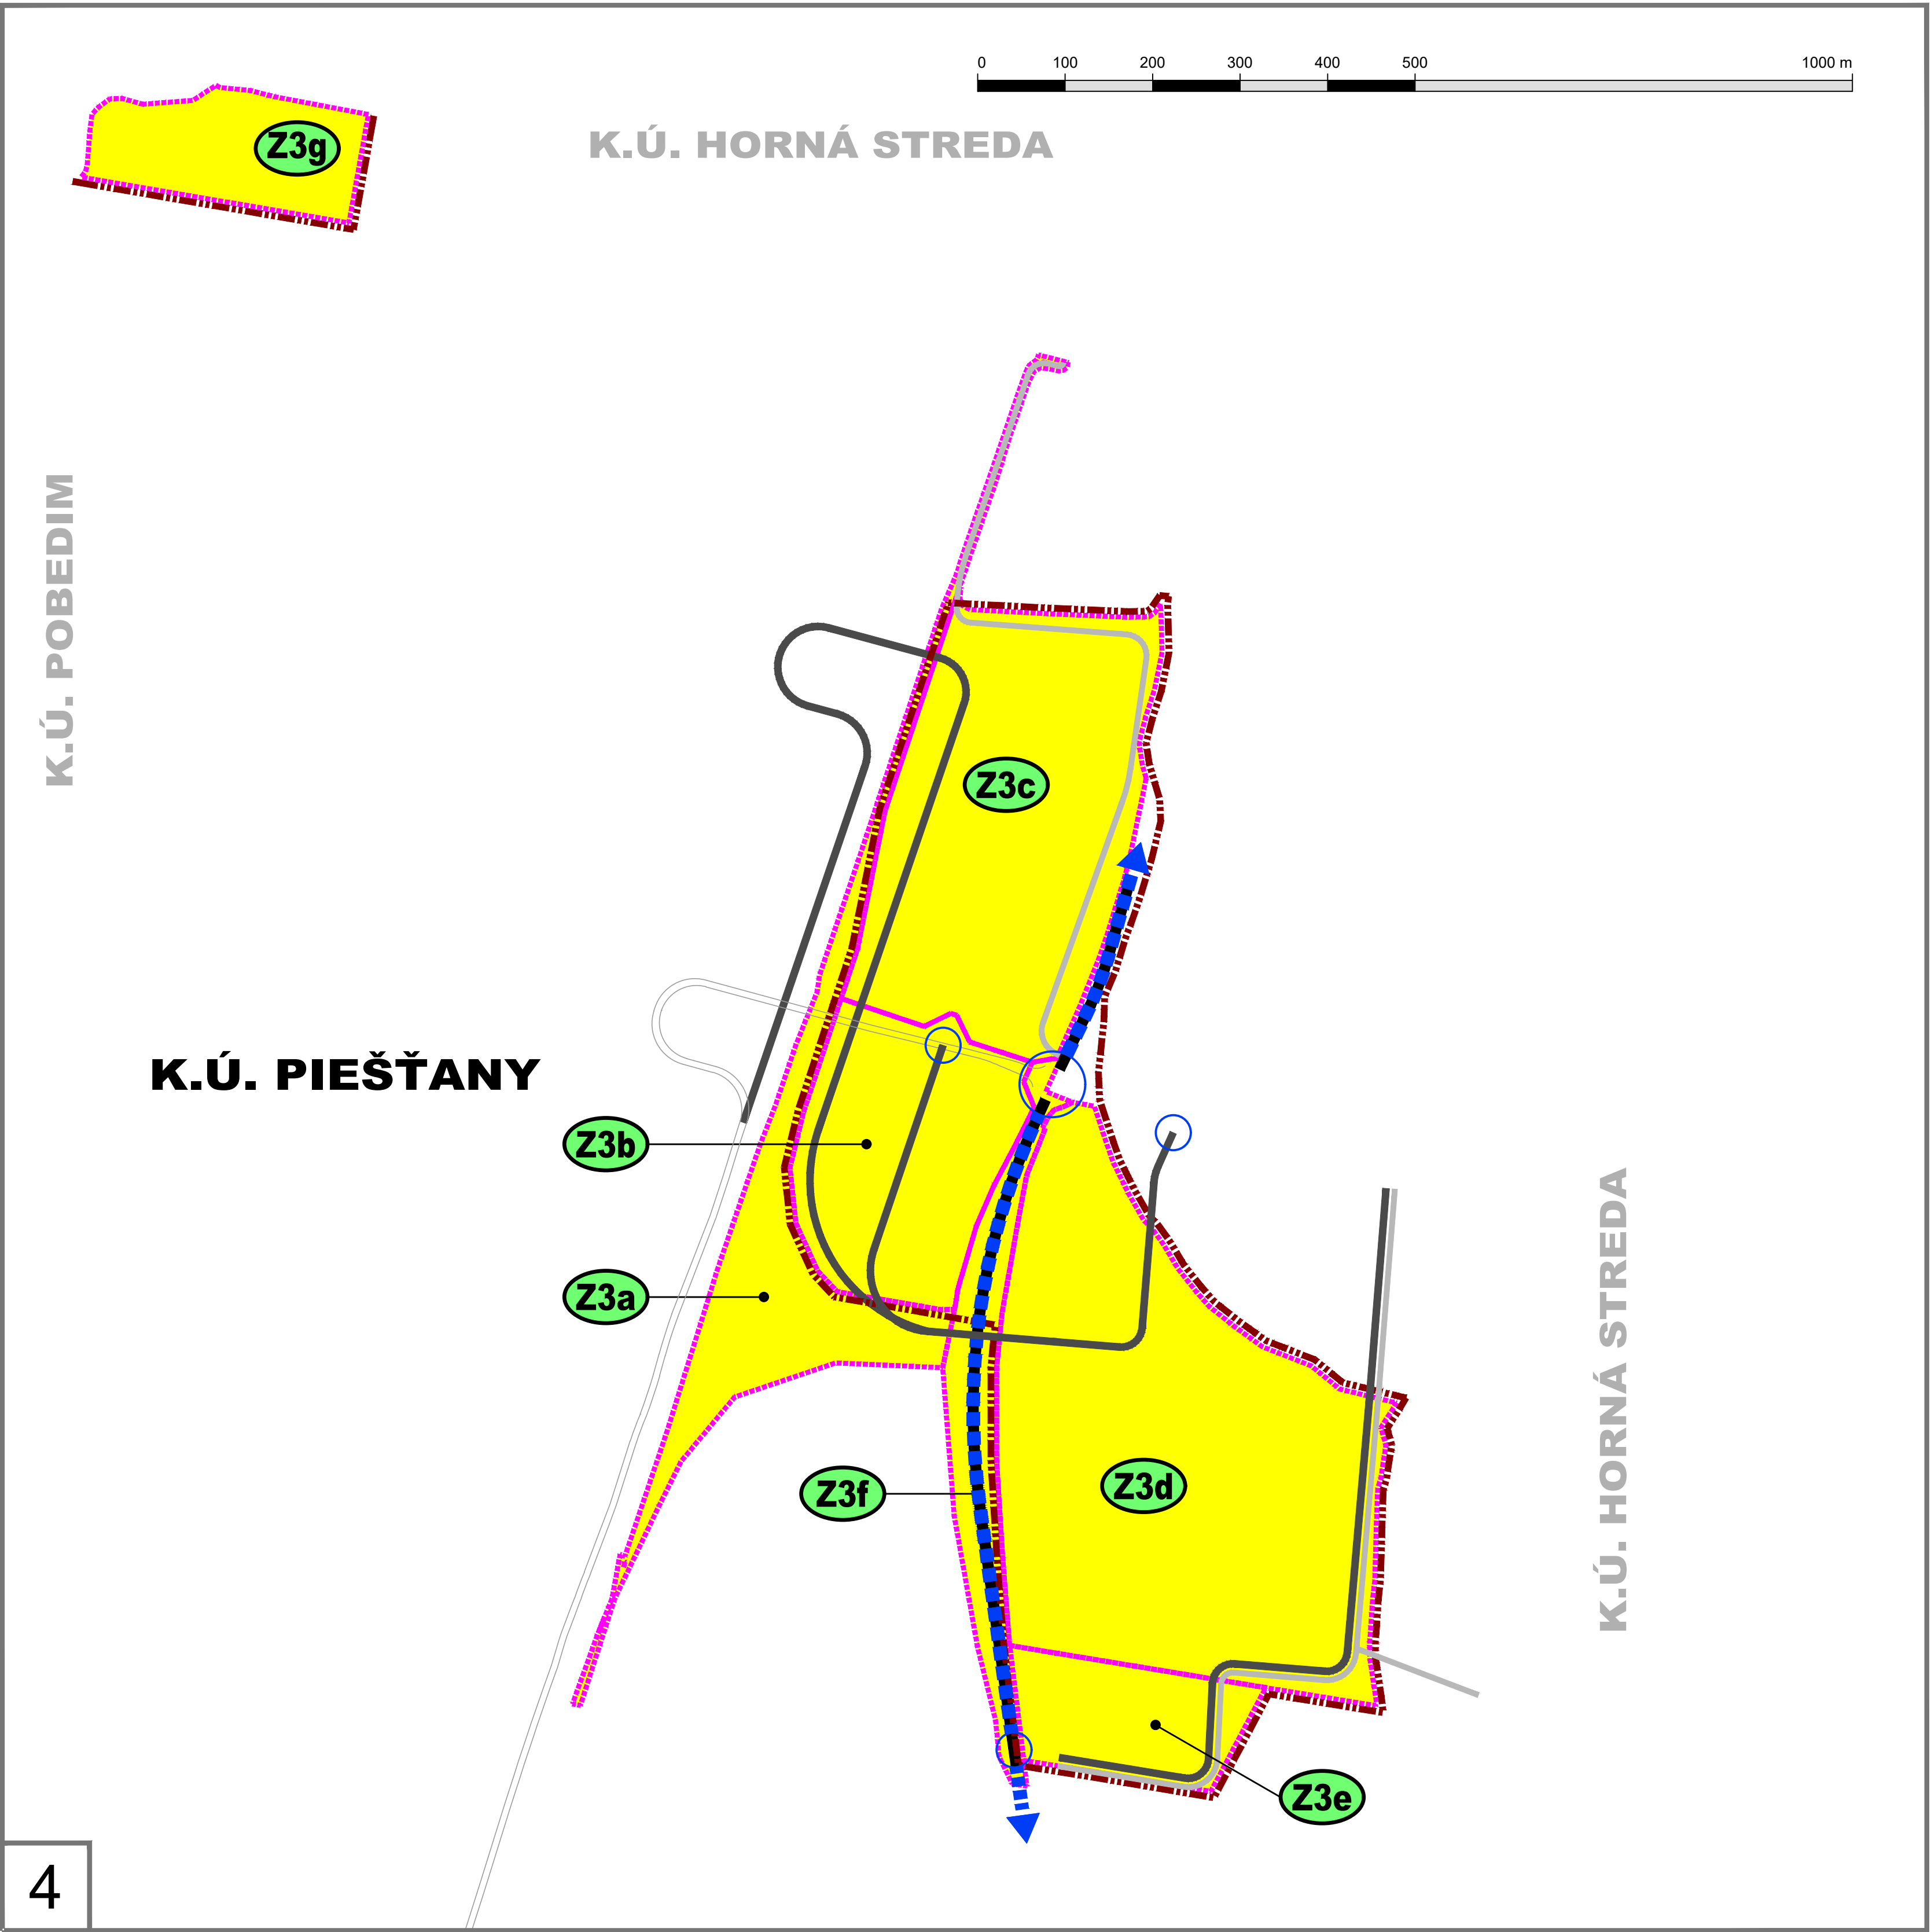 0 100 200 300 400 500 1000 m
K.Ú. HORNÁ STREDA
Z3g
K.Ú. POBEDIM
Z3c
K.Ú. PIEŠŤANY
Z3b
K.Ú. HORNÁ STREDA
Z3a
Z3d
Z3f
Z3e
4